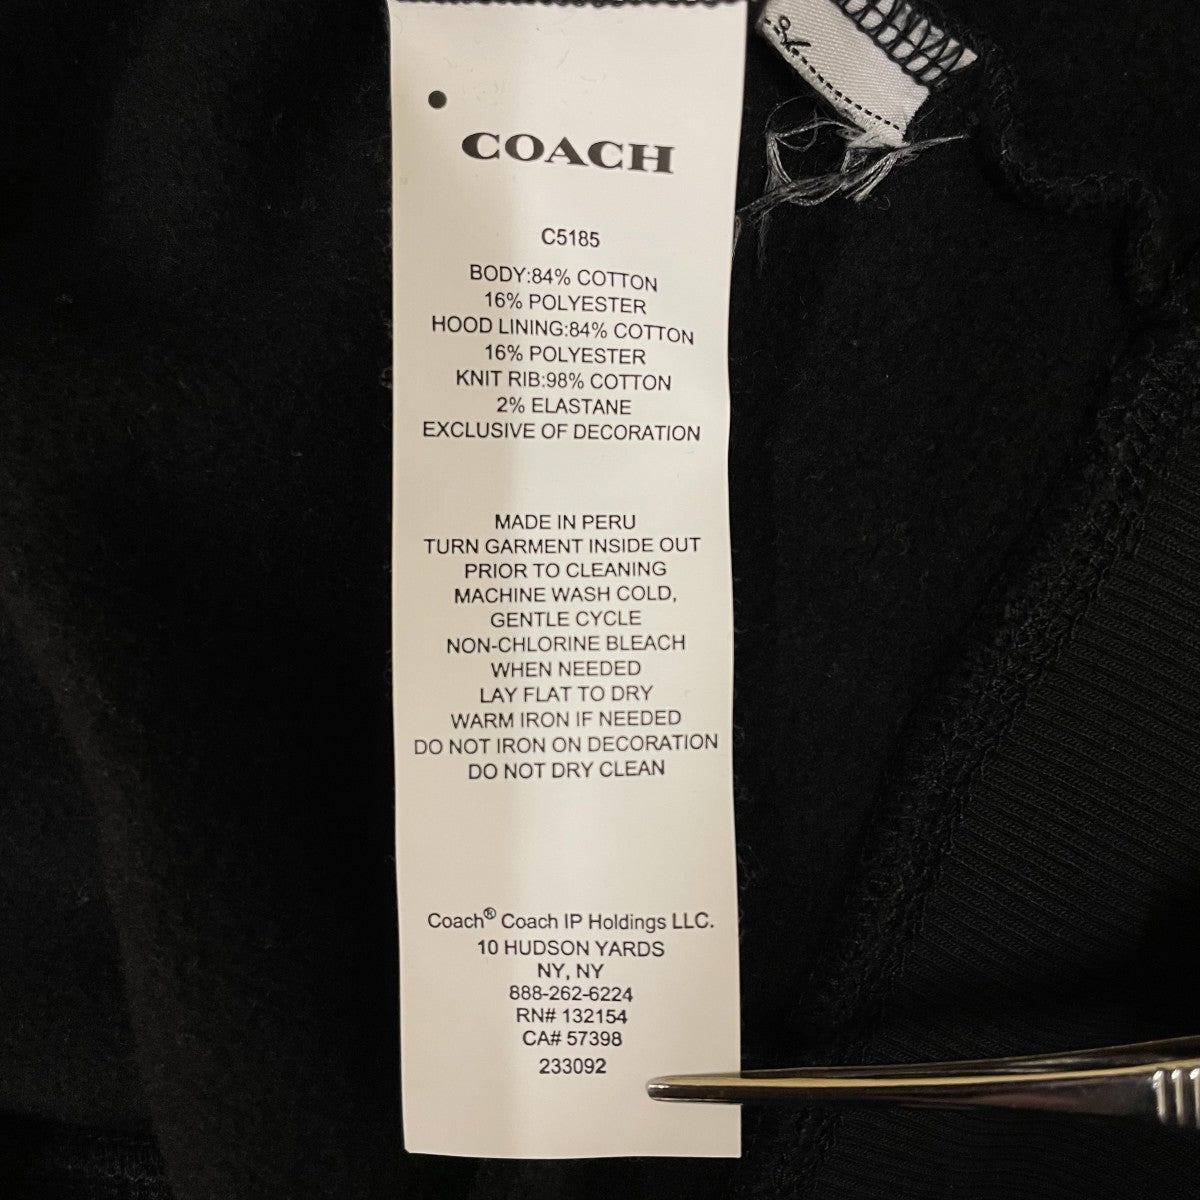 COACH
C5185
BODY:84% COTTON
16% POLYESTER
HOOD LINING:84% COTTON
16% POLYESTER
KNIT RIB:98% COTTON
2% ELASTANE
EXCLUSIVE OF DECORATION
MADE IN PERU
TURN GARMENT INSIDE OUT
PRIOR TO CLEANING
MACHINE WASH COLD,
GENTLE CYCLE
NON-CHLORINE BLEACH
WHEN NEEDED
LAY FLAT TO DRY
WARM IRON IF NEEDED
DO NOT IRON ON DECORATION
DO NOT DRY CLEAN
Coach® Coach IP Holdings LLC.
10 HUDSON YARDS
NY, NY
888-262-6224
RN# 132154
CA# 57398
233092